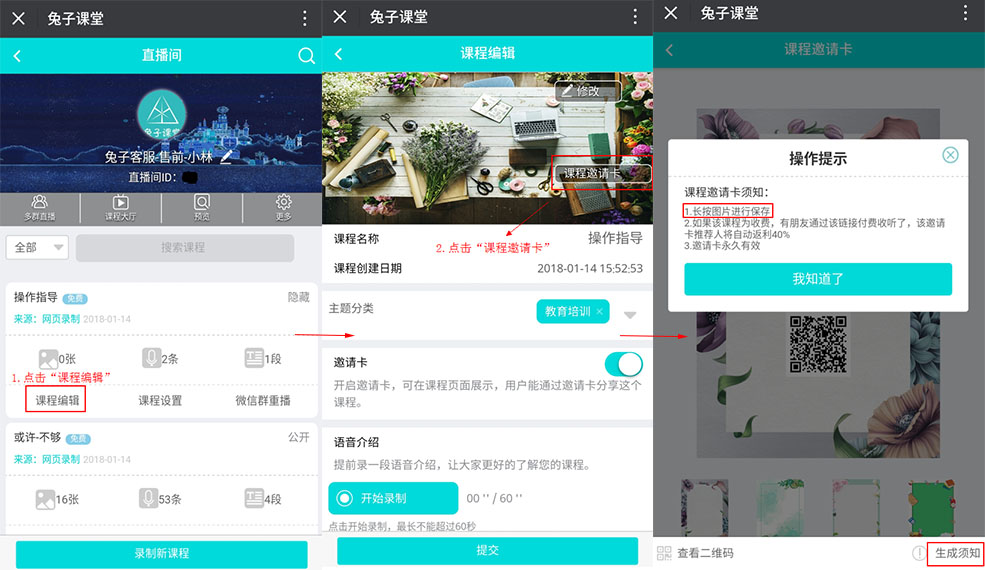 兔子课堂
直播间
兔子课堂
兔子客服-售前-小林
直播间ID：
多群直播
课程大厅
预览
更多
全部
搜索课程
操作指导 免费
隐藏
来源：网页录制 2018-01-14
0张
2条
1段
1.点击“课程编辑”
课程编辑
课程设置
微信群重播
或许-不够 免费
公开
来源：网页录制 2018-01-14
16张
53条
4段
录制新课程
兔子课堂
课程编辑
修改
课程邀请卡
2.点击“课程邀请卡”
课程名称
操作指导
课程创建日期
2018-01-14 15:52:53
主题分类
教育培训 ×
邀请卡
开启邀请卡，可在课程页面展示，用户能通过邀请卡分享这个
课程。
语音介绍
提前录一段语音介绍，让大家更好的了解您的课程。
开始录制
00 '' / 60 ''
点击开始录制，最长不能超过60秒
提交
兔子课堂
课程邀请卡
操作提示
课程邀请卡须知：
1.长按图片进行保存
2.如果该课程为收费，有朋友通过该链接付费收听了，该邀请
卡推荐人将自动返利40%
3.邀请卡永久有效
我知道了
查看二维码
生成须知